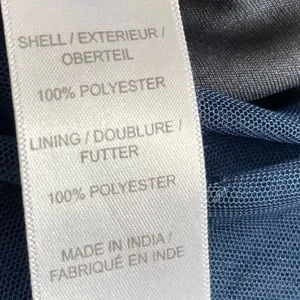 SHELL / EXTERIEUR /
OBERTEIL
100% POLYESTER
LINING / DOUBLURE /
FUTTER
100% POLYESTER
MADE IN INDIA /
FABRIQUÉ EN INDE